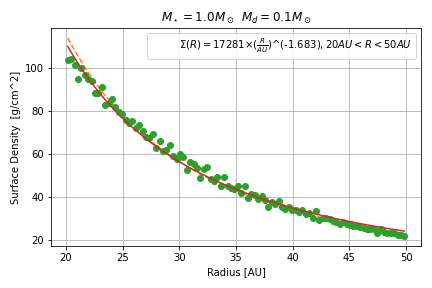 M⋆ = 1.0M⊙ M_d = 0.1M⊙
Σ(R) = 17281×(R/AU)^(-1.683), 20AU < R < 50AU
Surface Density [g/cm^2]
100
80
60
40
20
20 25 30 35 40 45 50
Radius [AU]